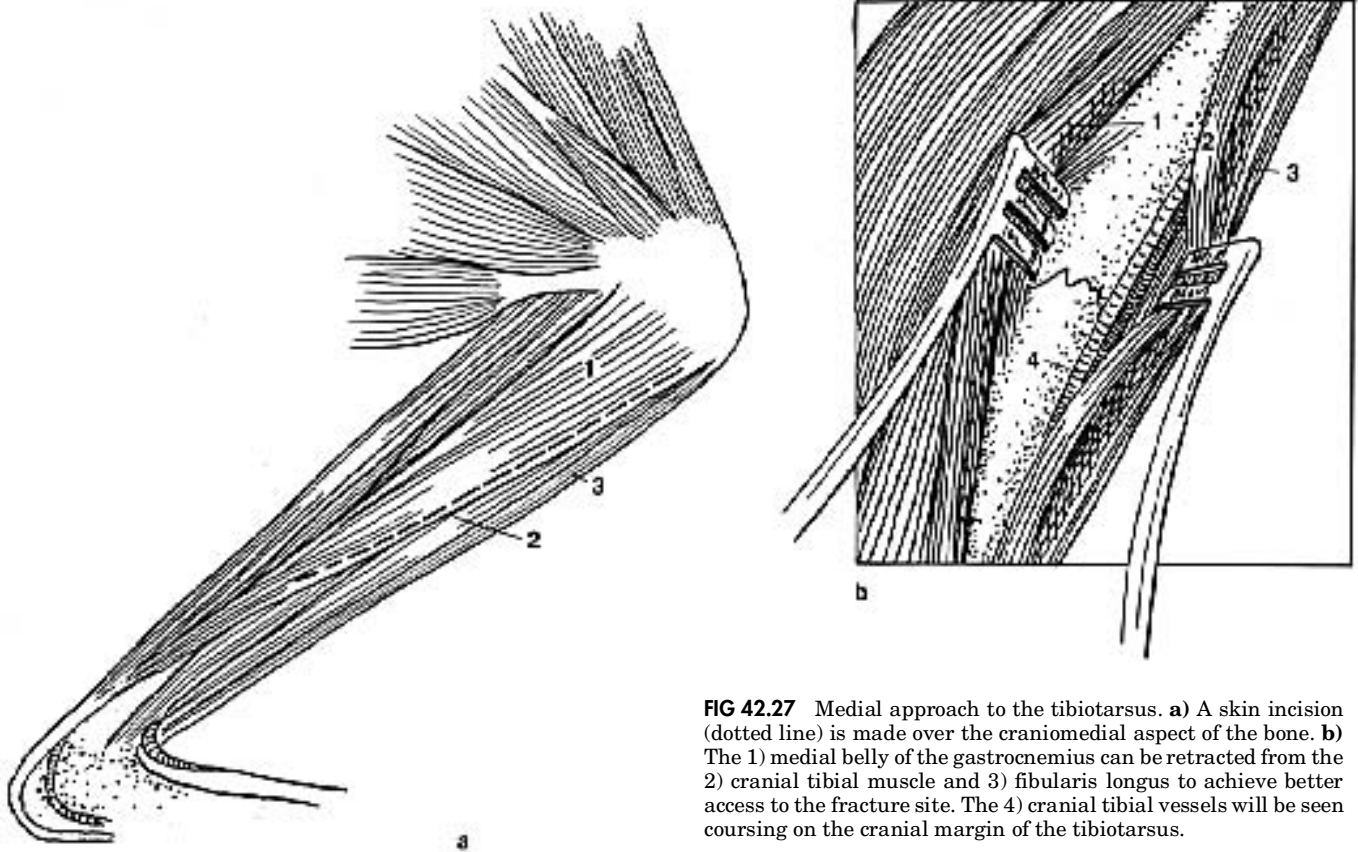 1
2
3
a
1
2
3
4
b
FIG 42.27 Medial approach to the tibiotarsus. a) A skin incision
(dotted line) is made over the craniomedial aspect of the bone. b)
The 1) medial belly of the gastrocnemius can be retracted from the
2) cranial tibial muscle and 3) fibularis longus to achieve better
access to the fracture site. The 4) cranial tibial vessels will be seen
coursing on the cranial margin of the tibiotarsus.